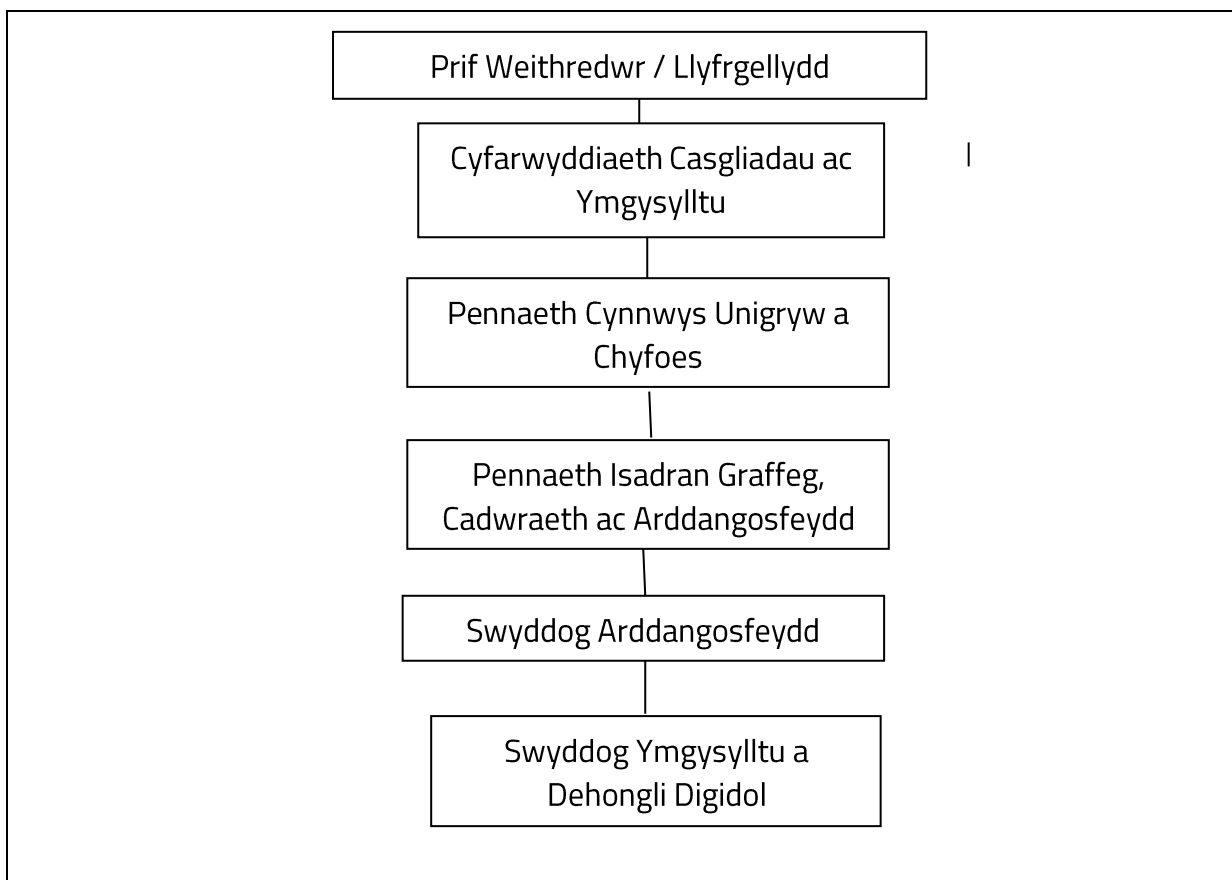 Prif Weithredwr / Llyfrgellydd
Cyfarwyddiaeth Casgliadau ac
Ymgysylltu
Pennaeth Cynnwys Unigryw a
Chyfoes
Pennaeth Isadran Graffeg,
Cadwraeth ac Arddangosfeydd
Swyddog Arddangosfeydd
Swyddog Ymgysylltu a
Dehongli Digidol